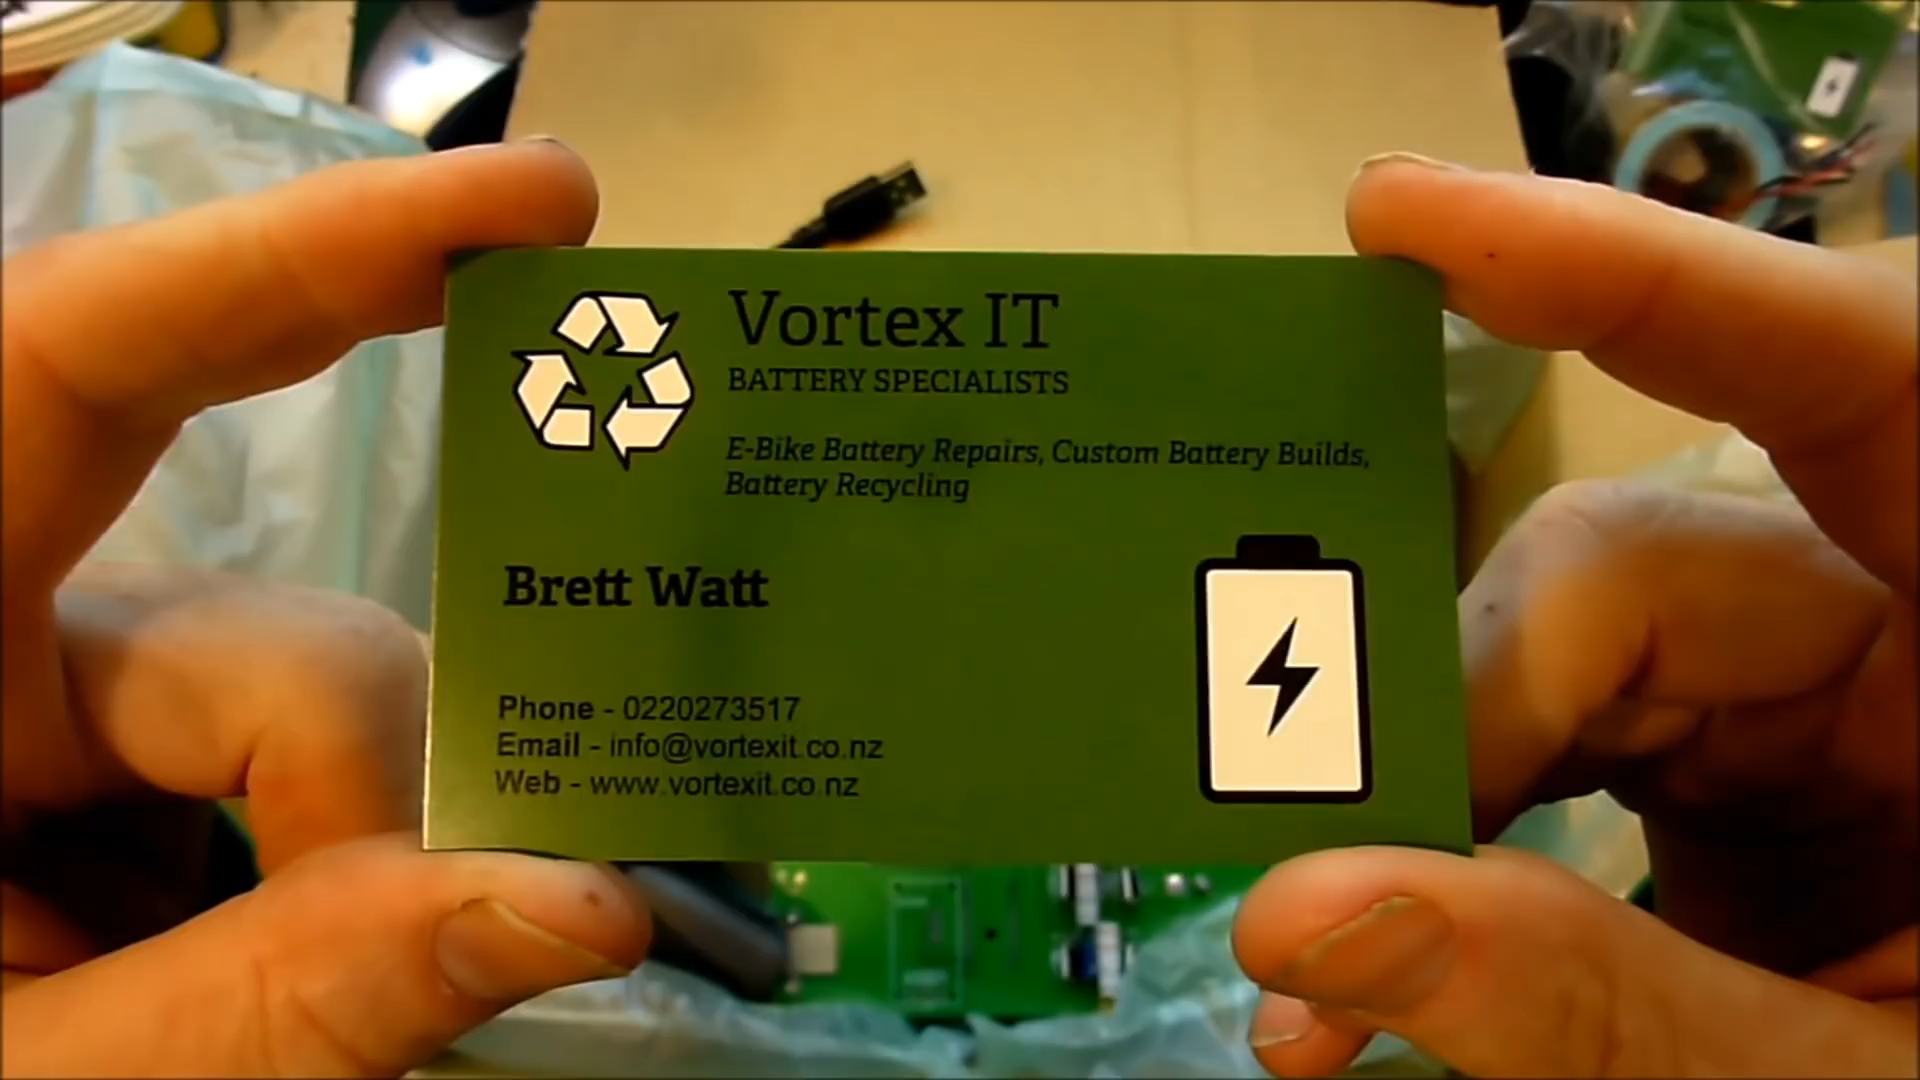 Vortex IT
BATTERY SPECIALISTS
E-Bike Battery Repairs, Custom Battery Builds,
Battery Recycling
Brett Watt
Phone - 0220273517
Email - info@vortexit.co.nz
Web - www.vortexit.co.nz